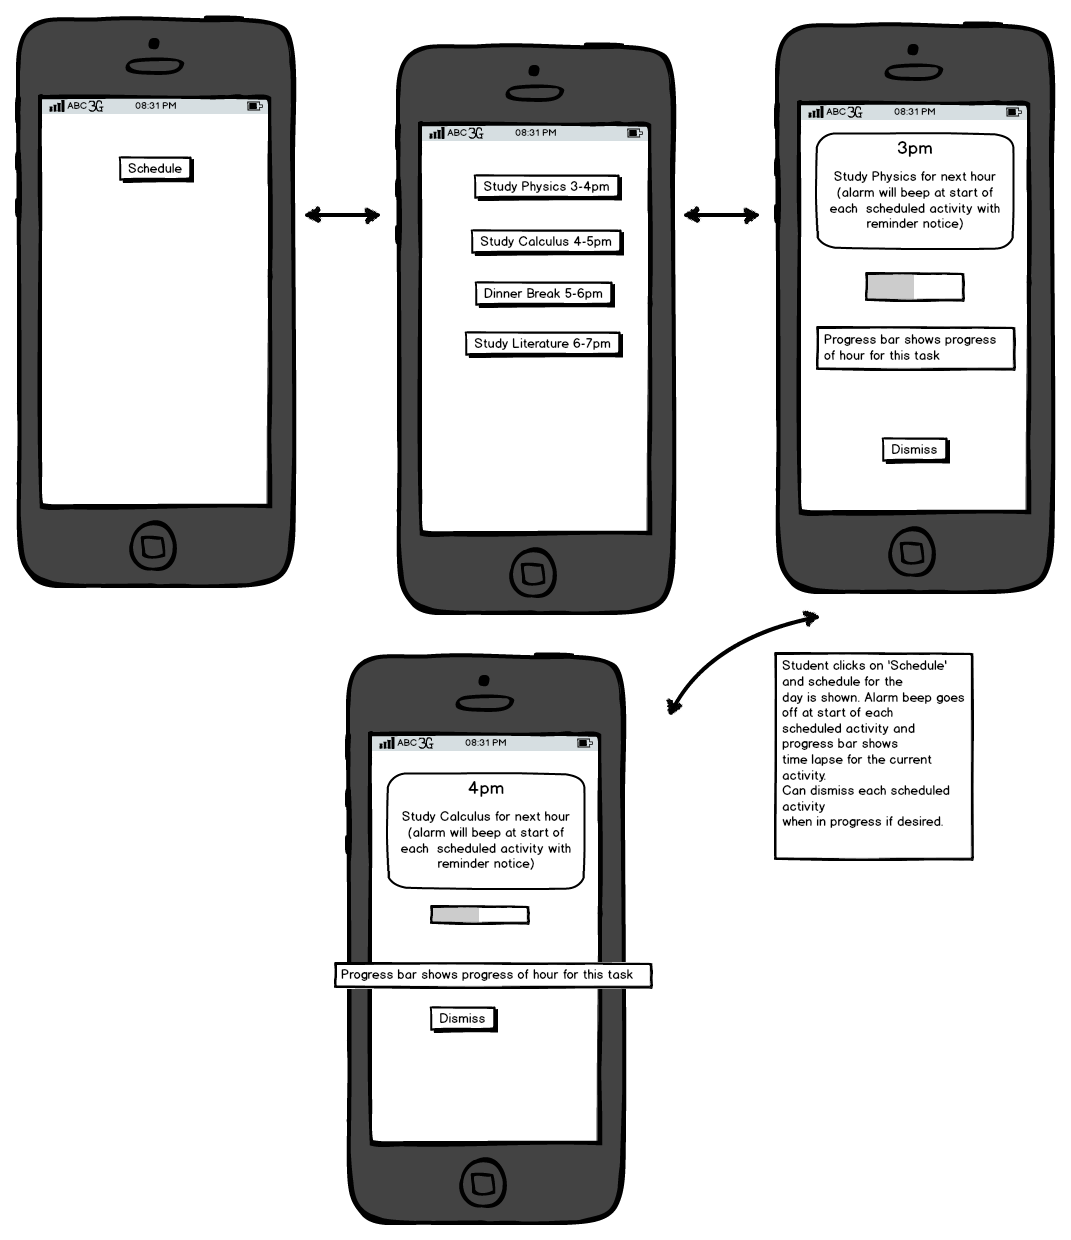 ABC 3G 08:31 PM
Schedule
ABC 3G 08:31 PM
Study Physics 3-4pm
Study Calculus 4-5pm
Dinner Break 5-6pm
Study Literature 6-7pm
ABC 3G 08:31 PM
3pm
Study Physics for next hour
(alarm will beep at start of
each scheduled activity with
reminder notice)
Progress bar shows progress
of hour for this task
Dismiss
ABC 3G 08:31 PM
4pm
Study Calculus for next hour
(alarm will beep at start of
each scheduled activity with
reminder notice)
Progress bar shows progress of hour for this task
Dismiss
Student clicks on 'Schedule'
and schedule for the
day is shown. Alarm beep goes
off at start of each
scheduled activity and
progress bar shows
time lapse for the current
activity.
Can dismiss each scheduled
activity
when in progress if desired.